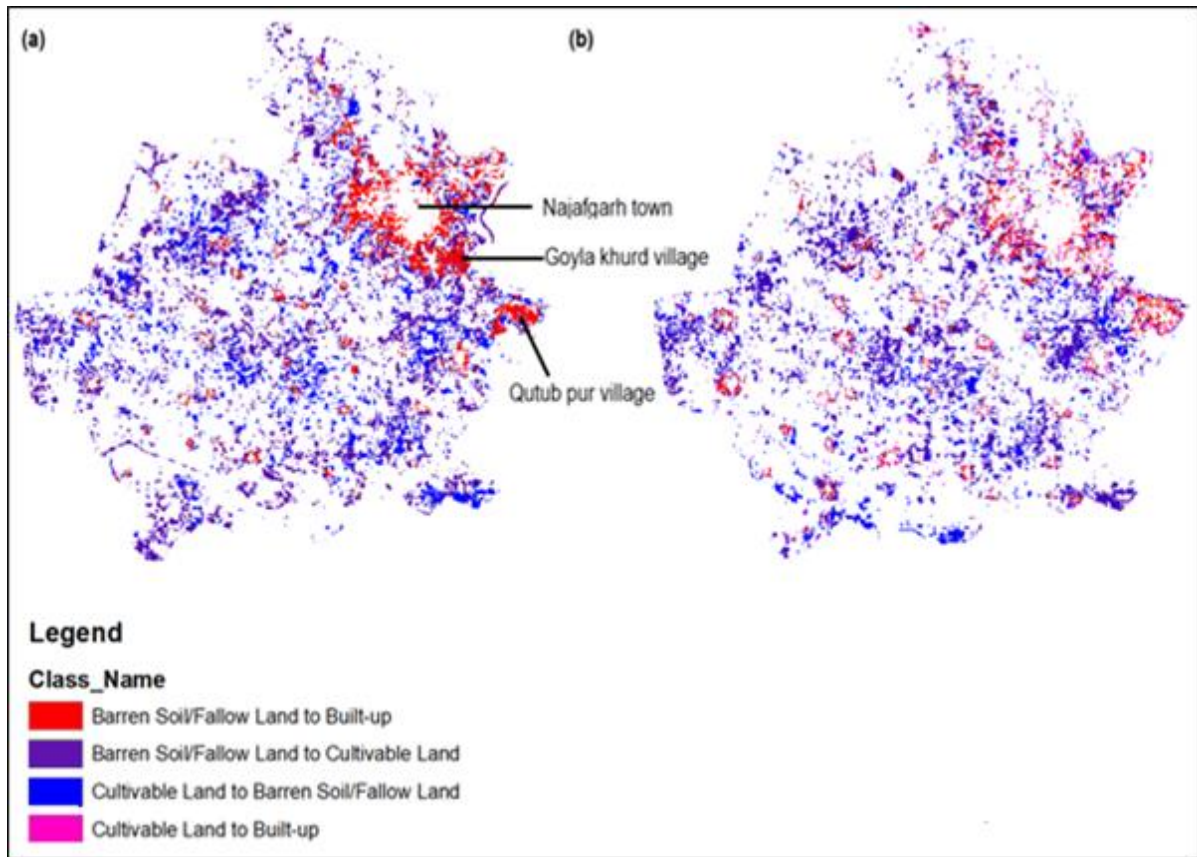 (a)
(b)
Najafgarh town
Goyla khurd village
Qutub pur village
Legend
Class_Name
Barren Soil/Fallow Land to Built-up
Barren Soil/Fallow Land to Cultivable Land
Cultivable Land to Barren Soil/Fallow Land
Cultivable Land to Built-up